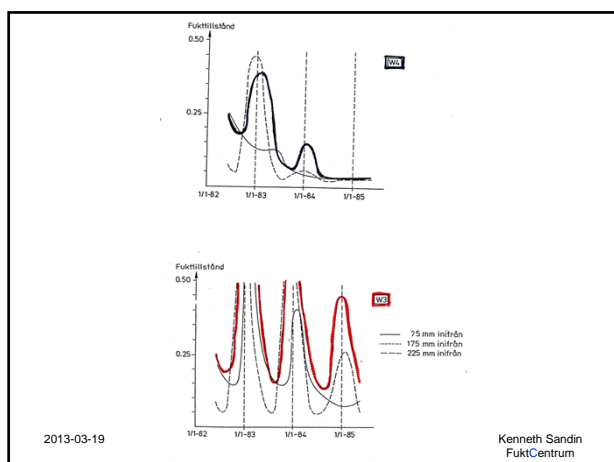 Fukttillstånd
0.50
W4
0.25
0
1/1-82 1/1-83 1/1-84 1/1-85
Fukttillstånd
0.50
W3
75 mm inifrån
175 mm inifrån
225 mm inifrån
0.25
0
1/1-82 1/1-83 1/1-84 1/1-85
2013-03-19
Kenneth Sandin
FuktCentrum